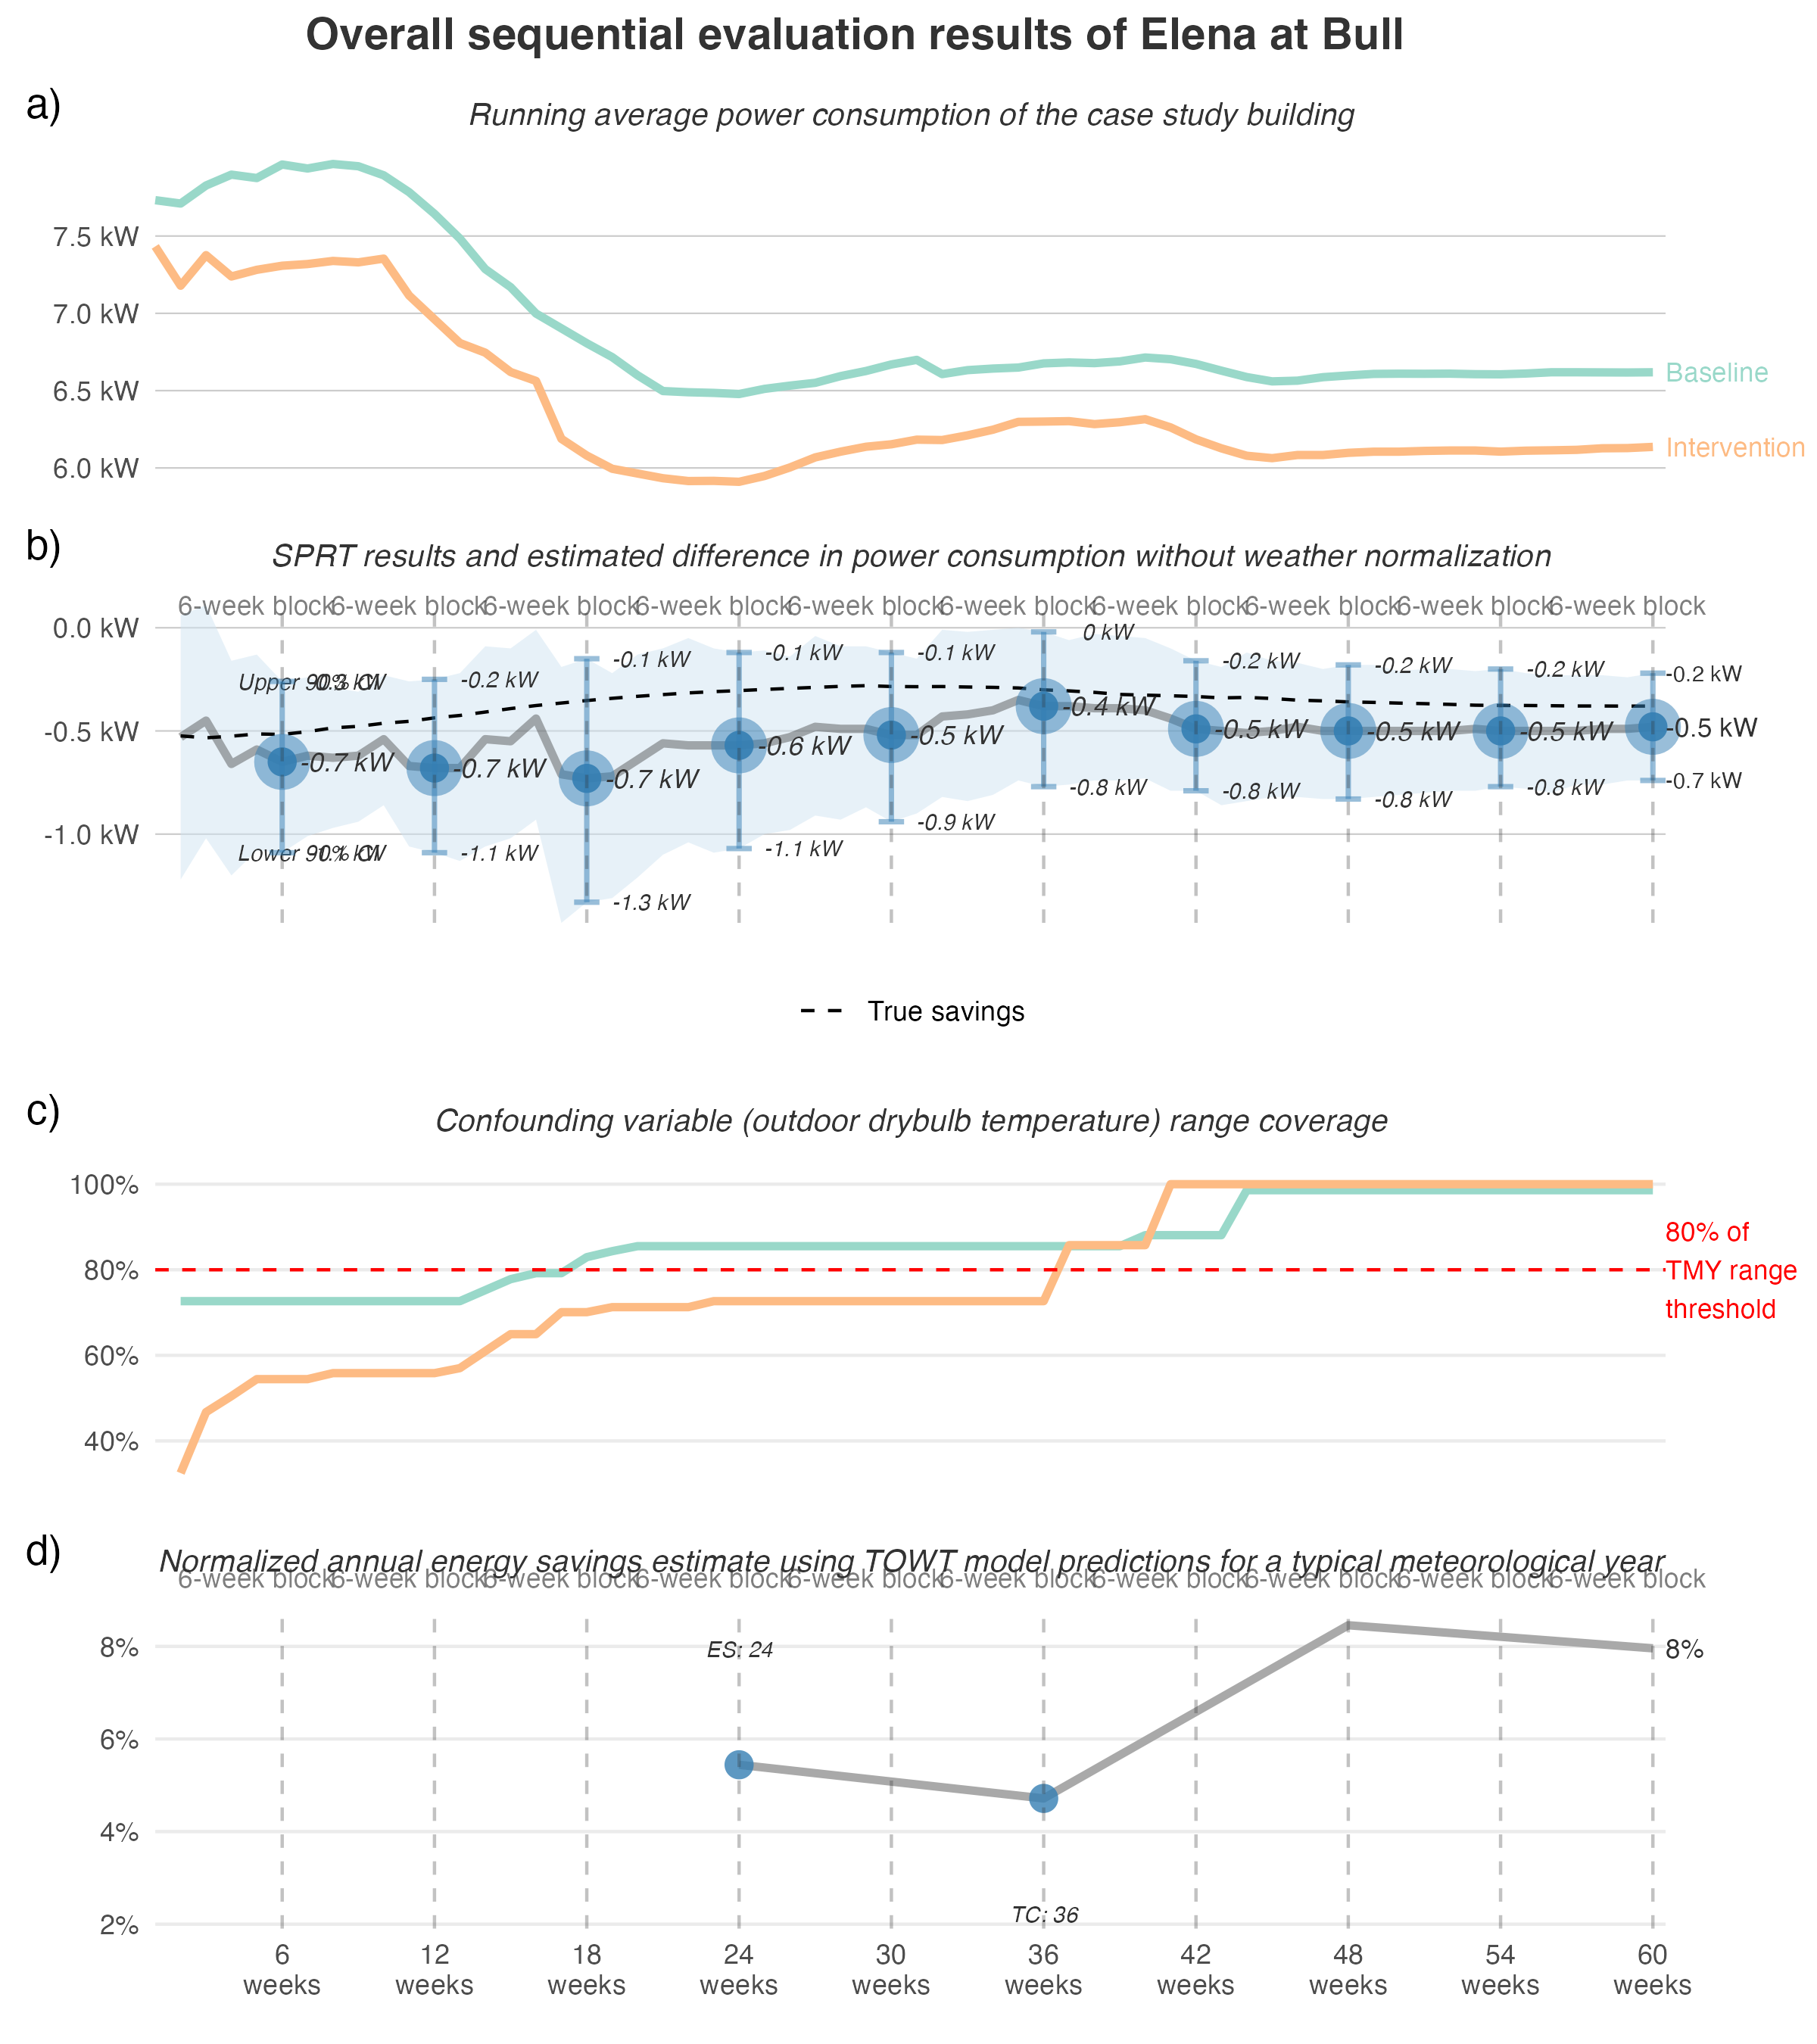 Overall sequential evaluation results of Elena at Bull
a)
Running average power consumption of the case study building
7.5 kW
7.0 kW
6.5 kW
6.0 kW
Baseline
Intervention
b)
SPRT results and estimated difference in power consumption without weather normalization
6-week block 6-week block 6-week block 6-week block 6-week block 6-week block 6-week block 6-week block 6-week block 6-week block
0.0 kW
-0.5 kW
-1.0 kW
Upper 90% CI
-0.2 kW
-0.1 kW
-0.1 kW
-0.1 kW
0 kW
-0.2 kW
-0.2 kW
-0.2 kW
-0.2 kW
-0.7 kW
-0.7 kW
-0.7 kW
-0.6 kW
-0.5 kW
-0.4 kW
-0.5 kW
-0.5 kW
-0.5 kW
-0.5 kW
Lower 90% CI
-1.1 kW
-1.3 kW
-1.1 kW
-0.9 kW
-0.8 kW
-0.8 kW
-0.8 kW
-0.8 kW
-0.7 kW
True savings
c)
Confounding variable (outdoor drybulb temperature) range coverage
100%
80%
60%
40%
80% of
TMY range
threshold
d)
Normalized annual energy savings estimate using TOWT model predictions for a typical meteorological year
6-week block 6-week block 6-week block 6-week block 6-week block 6-week block 6-week block 6-week block 6-week block 6-week block
8%
6%
4%
2%
ES: 24
TC: 36
8%
6 12 18 24 30 36 42 48 54 60
weeks weeks weeks weeks weeks weeks weeks weeks weeks weeks